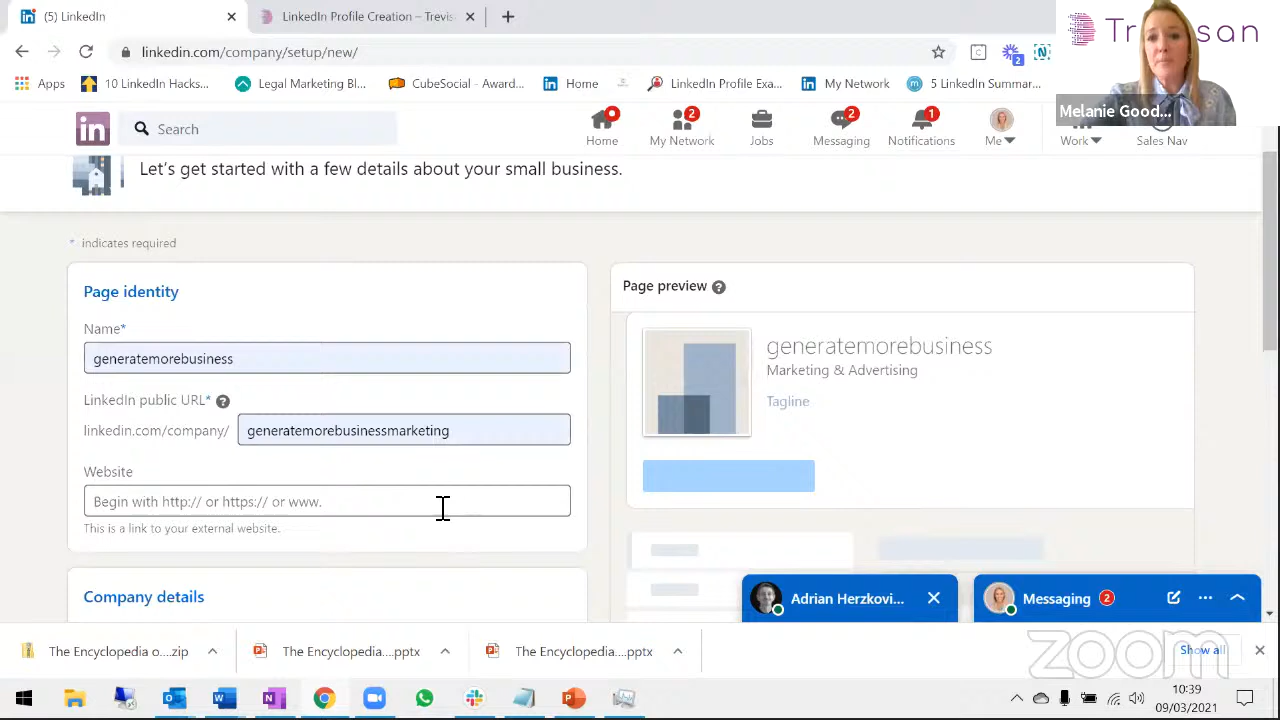 (5) LinkedIn
LinkedIn Profile Creation – Trevis
linkedin.com/company/setup/new/
Apps
10 LinkedIn Hacks...
Legal Marketing Bl...
CubeSocial - Award...
Home
LinkedIn Profile Exa...
My Network
5 LinkedIn Summar...
Melanie Good...
Search
Home
2
My Network
Jobs
2
Messaging
1
Notifications
Me
Work
Sales Nav
Let's get started with a few details about your small business.
* indicates required
Page identity
Name*
generatemorebusiness
LinkedIn public URL*
linkedin.com/company/
generatemorebusinessmarketing
Website
Begin with http:// or https:// or www.
This is a link to your external website.
Company details
Page preview
generatemorebusiness
Marketing & Advertising
Tagline
Adrian Herzkovi...
Messaging 2
The Encyclopedia o....zip
The Encyclopedia....pptx
The Encyclopedia....pptx
Show all
zoom
10:39
09/03/2021